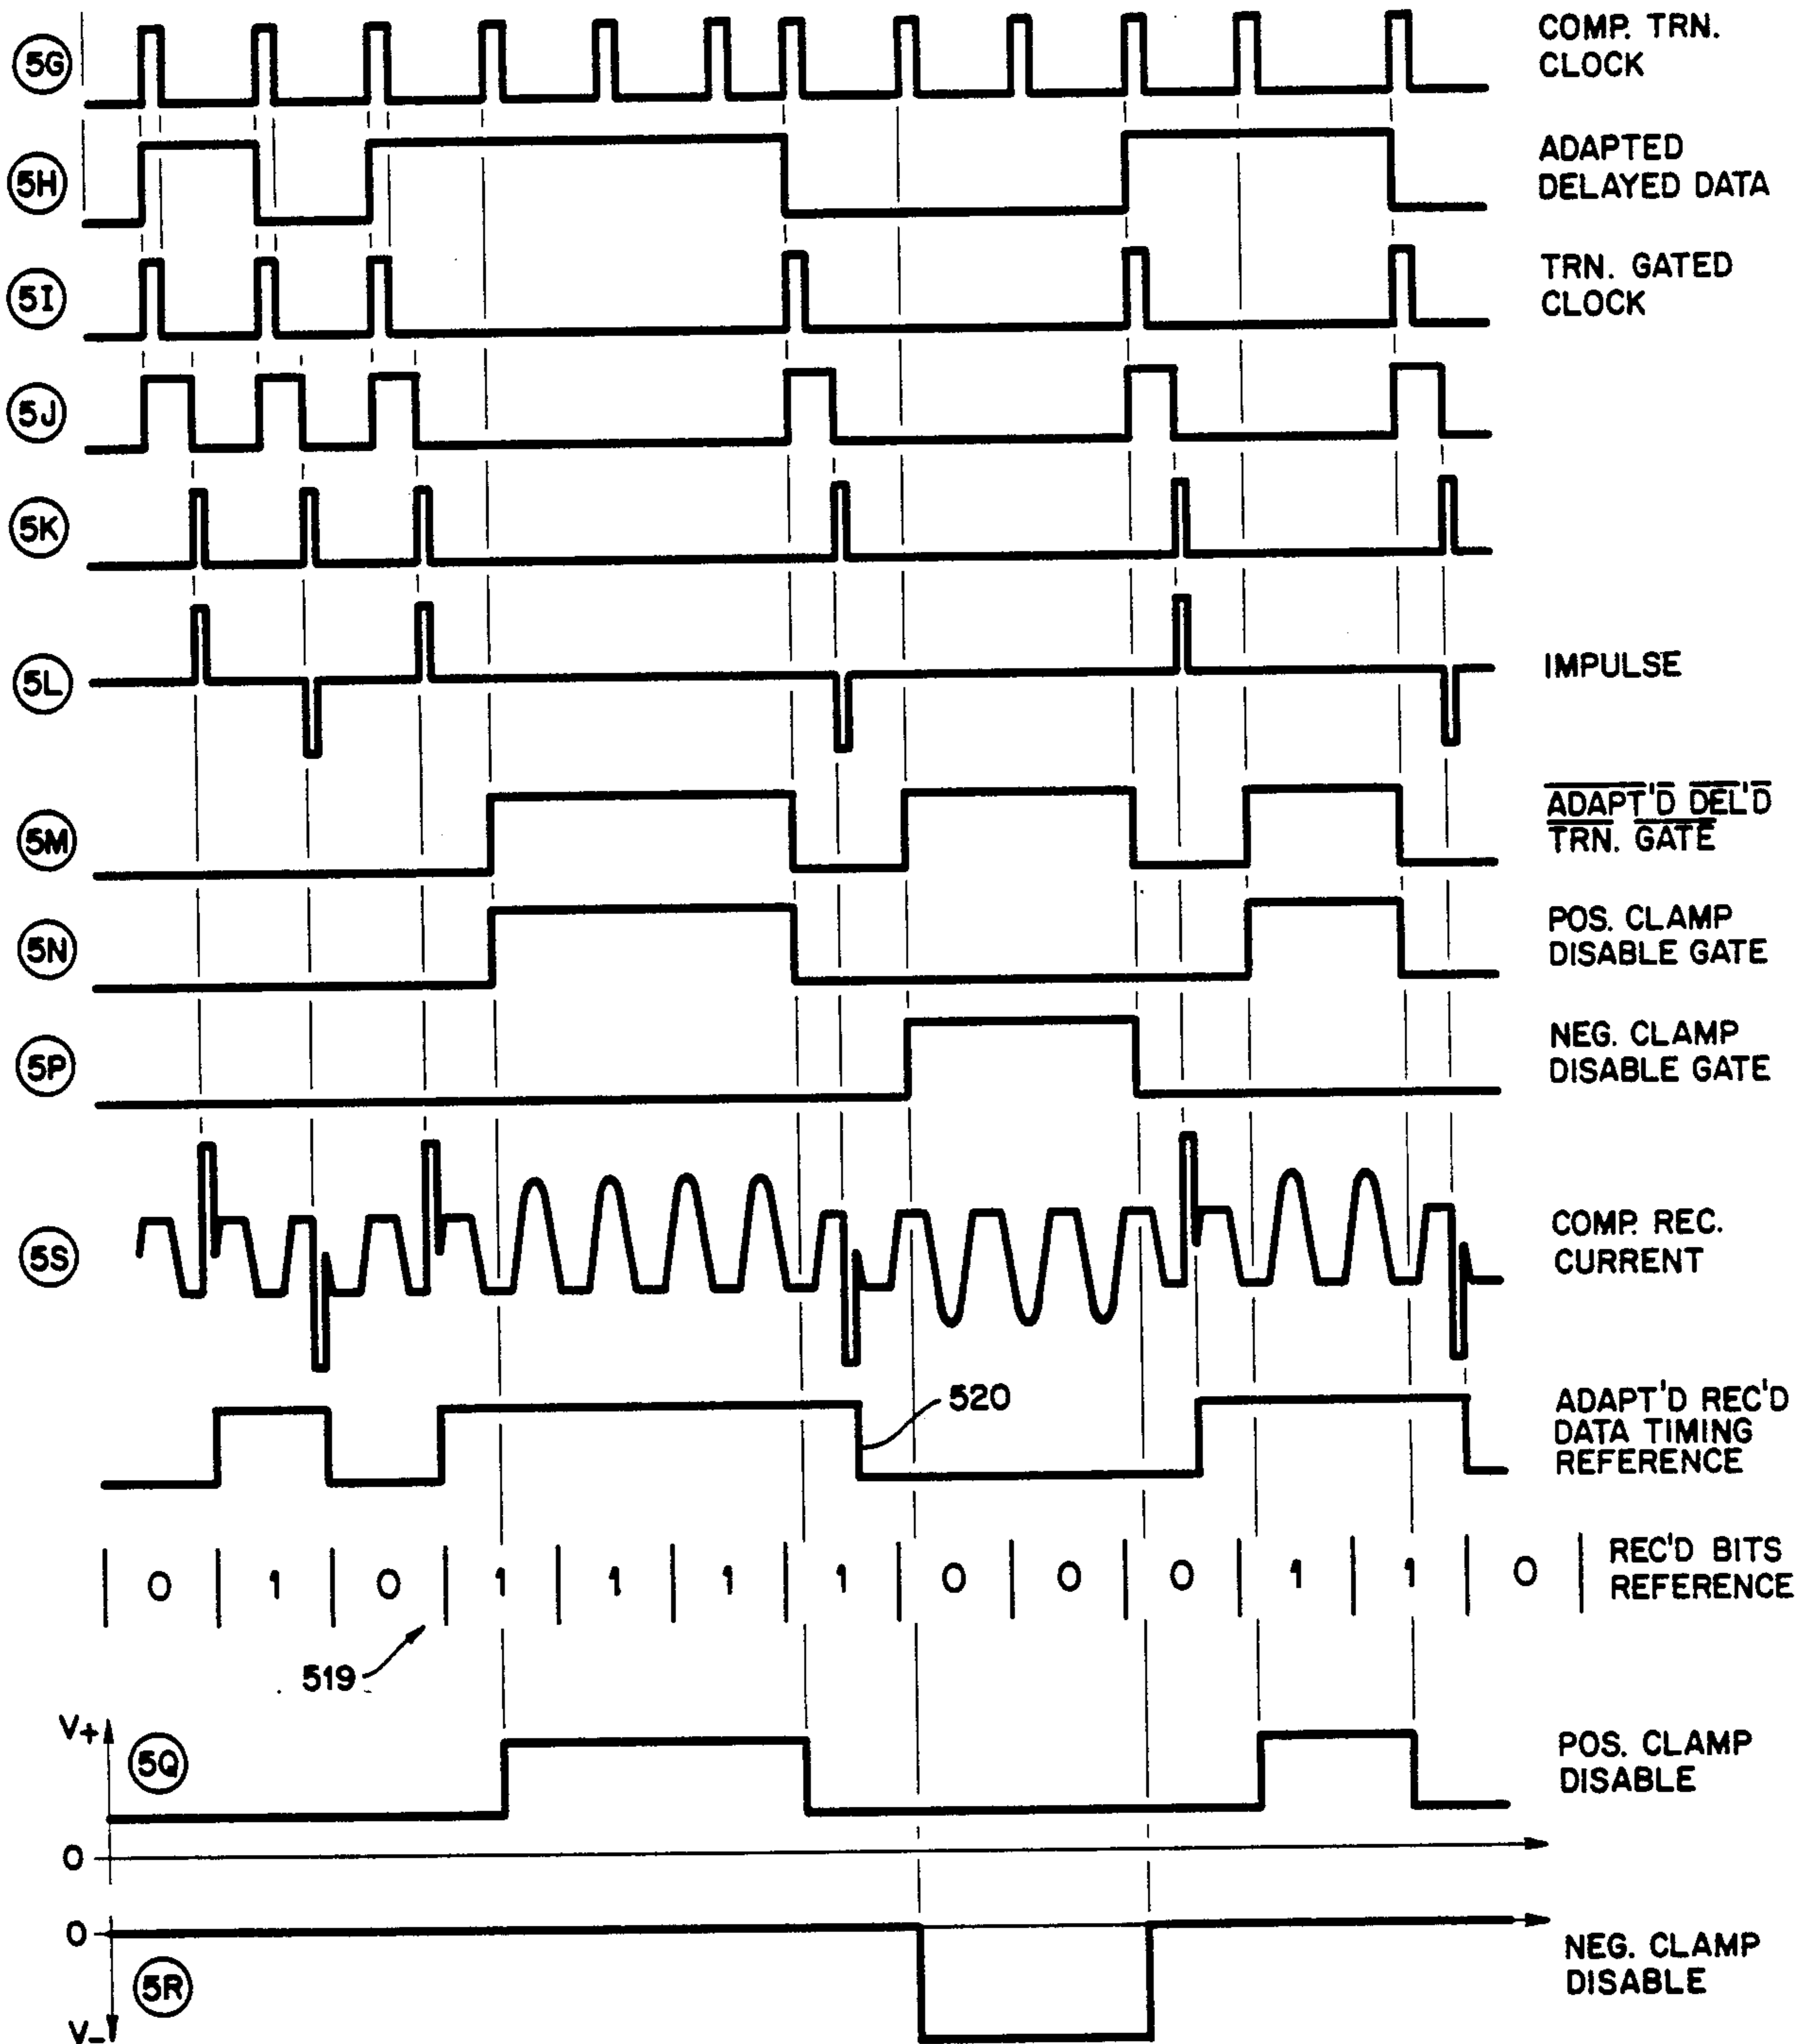 5G
COMP. TRN.
CLOCK
5H
ADAPTED
DELAYED DATA
5I
TRN. GATED
CLOCK
5J
5K
5L
IMPULSE
5M
ADAPT'D DEL'D
TRN. GATE
5N
POS. CLAMP
DISABLE GATE
5P
NEG. CLAMP
DISABLE GATE
5S
COMP. REC.
CURRENT
520
ADAPT'D REC'D
DATA TIMING
REFERENCE
0 1 0 1 1 1 1 0 0 0 1 1 0
REC'D BITS
REFERENCE
519
V+
5Q
POS. CLAMP
DISABLE
0
0
5R
NEG. CLAMP
DISABLE
V-